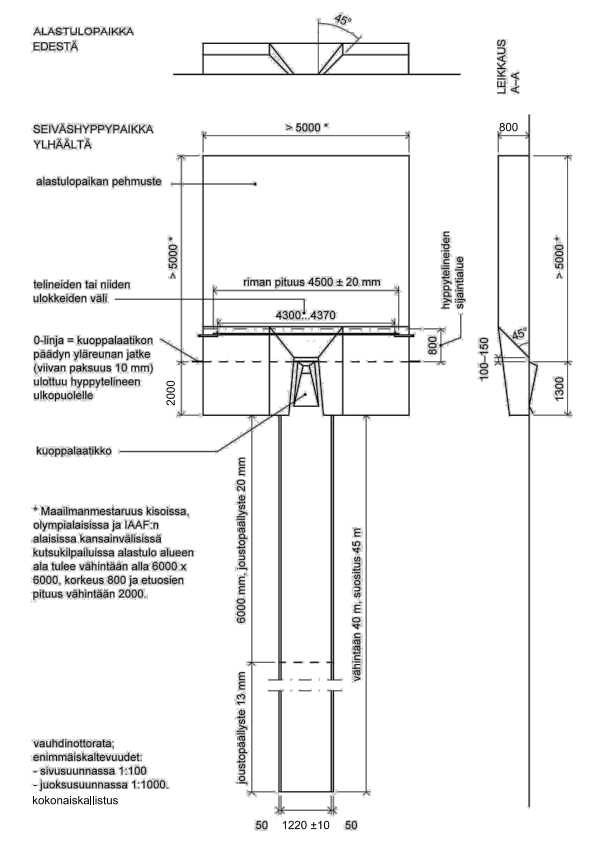 ALASTULOPAIKKA
EDESTÄ
45°
LEIKKAUS
A–A
SEIVÄSHYPPYPAIKKA
YLHÄÄLTÄ
> 5000 *
800
alastulopaikan pehmuste
> 5000 *
> 5000 *
telineiden tai niiden
ulokkeiden väli
riman pituus 4500 ± 20 mm
4300...4370
hyppytelineiden
sijaintialue
0-linja = kuoppalaatikon
päädyn yläreunan jatke
(viivan paksuus 10 mm)
ulottuu hyppytelineen
ulkopuolelle
800
45°
100–150
2000
1300
kuoppalaatikko
* Maailmanmestaruus kisoissa,
olympialaisissa ja IAAF:n
alaisissa kansainvälisissä
kutsukilpailuissa alastulo alueen
ala tulee vähintään alla 6000 x
6000, korkeus 800 ja etuosien
pituus vähintään 2000.
6000 mm, joustopäällyste 20 mm
vähintään 40 m, suositus 45 m
joustopäällyste 13 mm
vauhdinottorata;
enimmäiskaltevuudet:
- sivusuunnassa 1:100
- juoksusuunnassa 1:1000.
kokonaiskallistus
50 1220 ±10 50